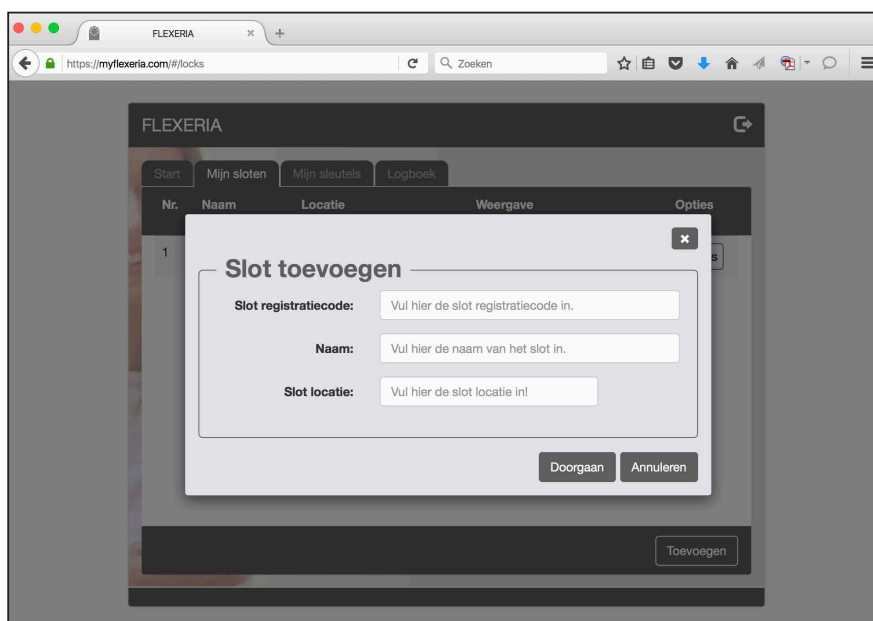 FLEXERIA
https://myflexeria.com/#/locks
Zoeken
FLEXERIA
Start Mijn sloten Mijn sleutels Logboek
Nr. Naam Locatie Weergave Opties
1 s
Slot toevoegen
Slot registratiecode: Vul hier de slot registratiecode in.
Naam: Vul hier de naam van het slot in.
Slot locatie: Vul hier de slot locatie in!
Doorgaan Annuleren
Toevoegen